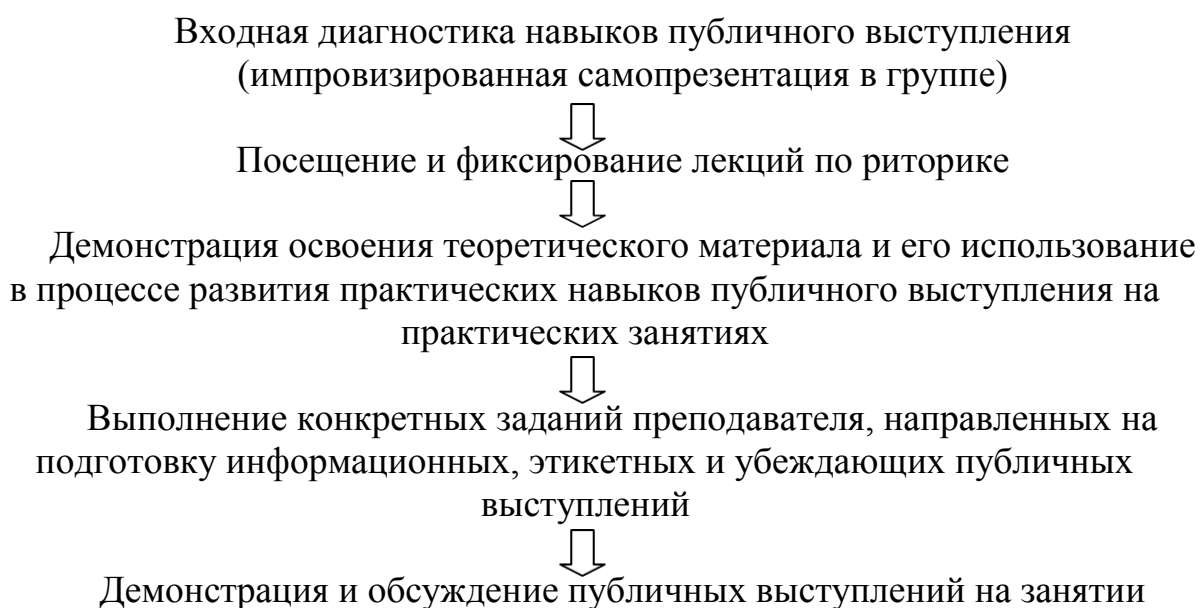 Входная диагностика навыков публичного выступления
(импровизированная самопрезентация в группе)
Посещение и фиксирование лекций по риторике
Демонстрация освоения теоретического материала и его использование
в процессе развития практических навыков публичного выступления на
практических занятиях
Выполнение конкретных заданий преподавателя, направленных на
подготовку информационных, этикетных и убеждающих публичных
выступлений
Демонстрация и обсуждение публичных выступлений на занятии